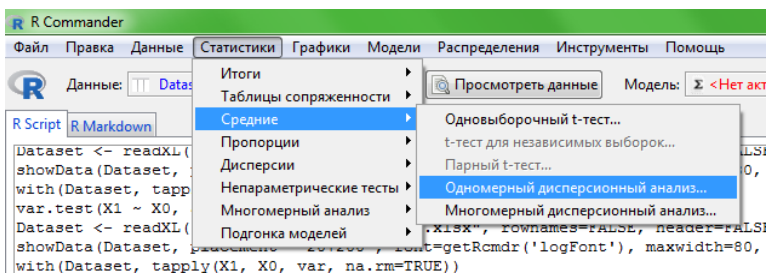 R Commander
Файл Правка Данные Статистики Графики Модели Распределения Инструменты Помощь
R Данные: Datas Просмотреть данные Модель: Σ <Нет акт
Итоги
Таблицы сопряженности
R Script R Markdown
Средние
Одновыборочный t-тест...
Пропорции
t-тест для независимых выборок...
Дисперсии
Парный t-тест...
Непараметрические тесты
Одномерный дисперсионный анализ...
Многомерный анализ
Многомерный дисперсионный анализ...
Подгонка моделей
Dataset <- readXL(
showData(Dataset,
with(Dataset, tapp
var.test(X1 ~ X0,
Dataset <- readXL( .xlsx", rownames=FALSE, header=FALSE
showData(Dataset, placement='-20+200', font=getRcmdr('logFont'), maxwidth=80,
with(Dataset, tapply(X1, X0, var, na.rm=TRUE))